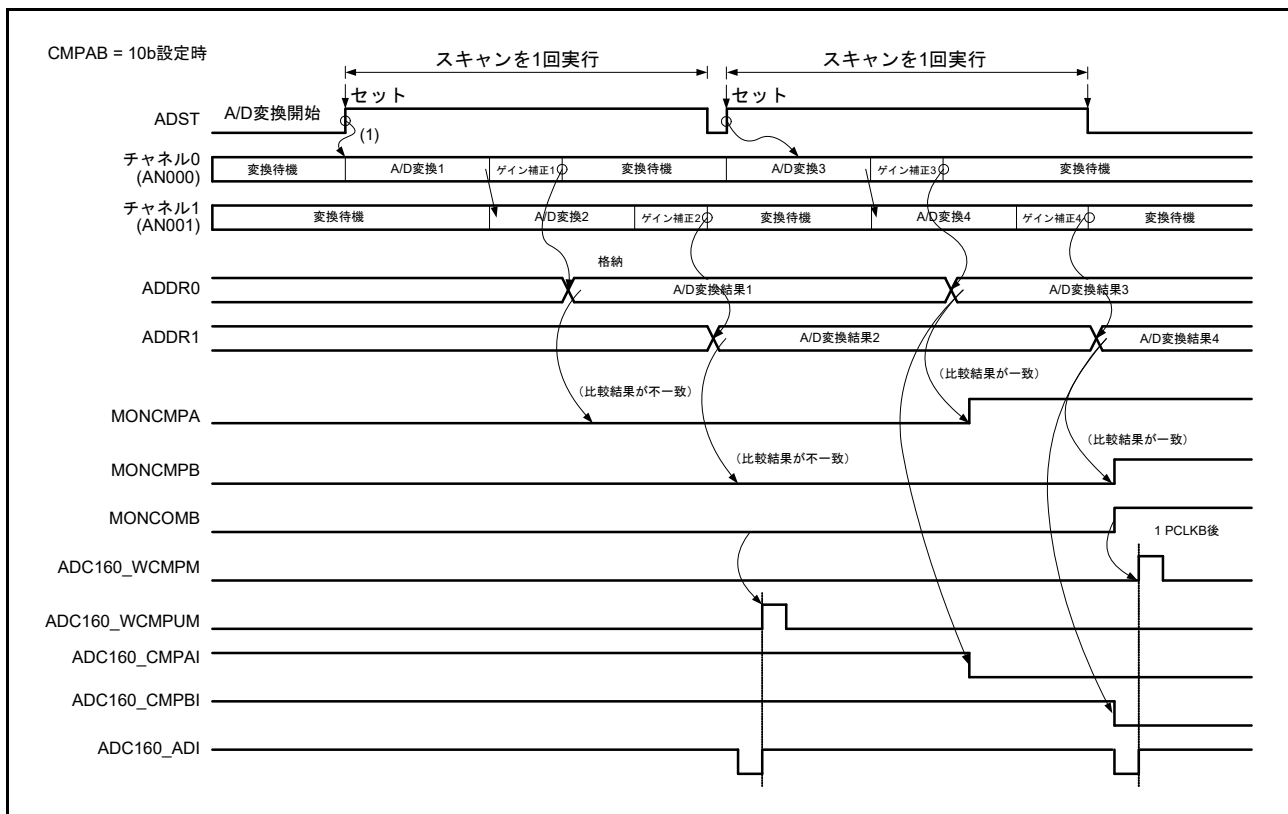 CMPAB = 10b設定時
スキャンを1回実行 スキャンを1回実行
セット セット
ADST A/D変換開始
(1)
チャネル0
(AN000)
変換待機 A/D変換1 ゲイン補正1 変換待機 A/D変換3 ゲイン補正3 変換待機
チャネル1
(AN001)
変換待機 A/D変換2 ゲイン補正2 変換待機 A/D変換4 ゲイン補正4 変換待機
格納
ADDR0 A/D変換結果1 A/D変換結果3
ADDR1 A/D変換結果2 A/D変換結果4
(比較結果が不一致) (比較結果が一致)
MONCMPA
(比較結果が不一致) (比較結果が一致)
MONCMPB
MONCOMB
1 PCLKB後
ADC160_WCMPM
ADC160_WCMPUM
ADC160_CMPAI
ADC160_CMPBI
ADC160_ADI